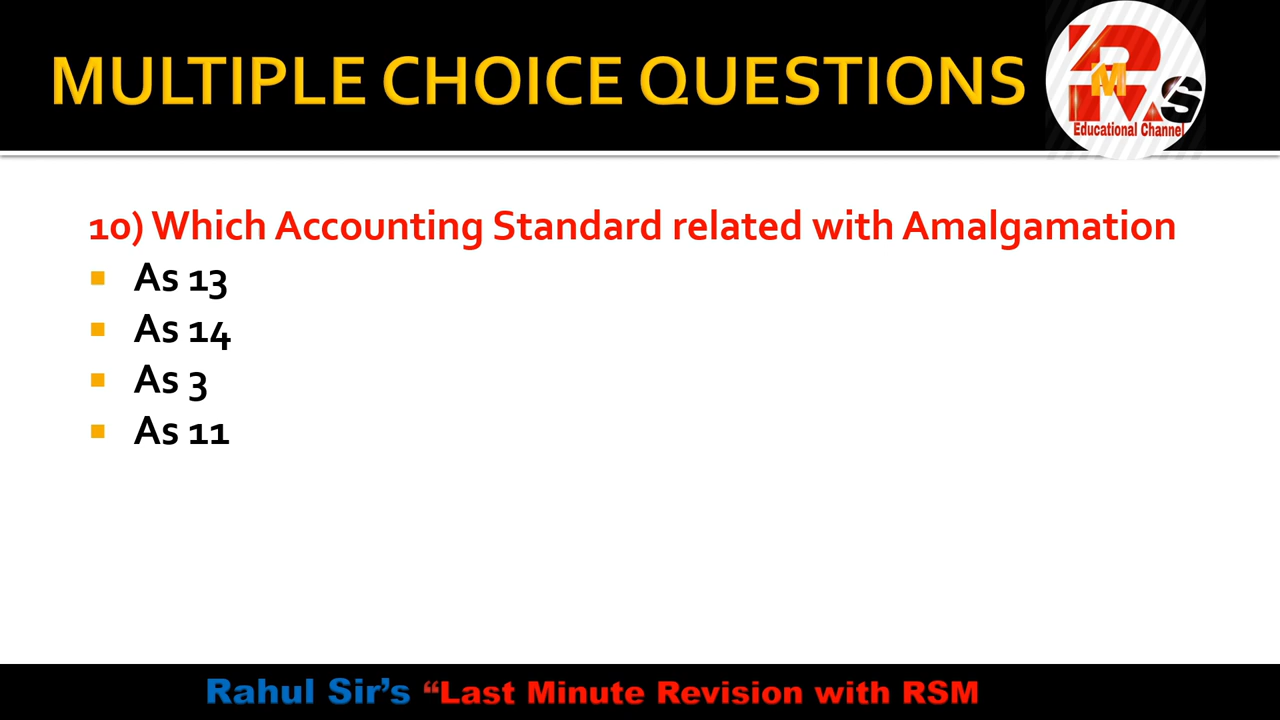 MULTIPLE CHOICE QUESTIONS
RMS
Educational Channel
10) Which Accounting Standard related with Amalgamation
As 13
As 14
As 3
As 11
Rahul Sir’s “Last Minute Revision with RSM